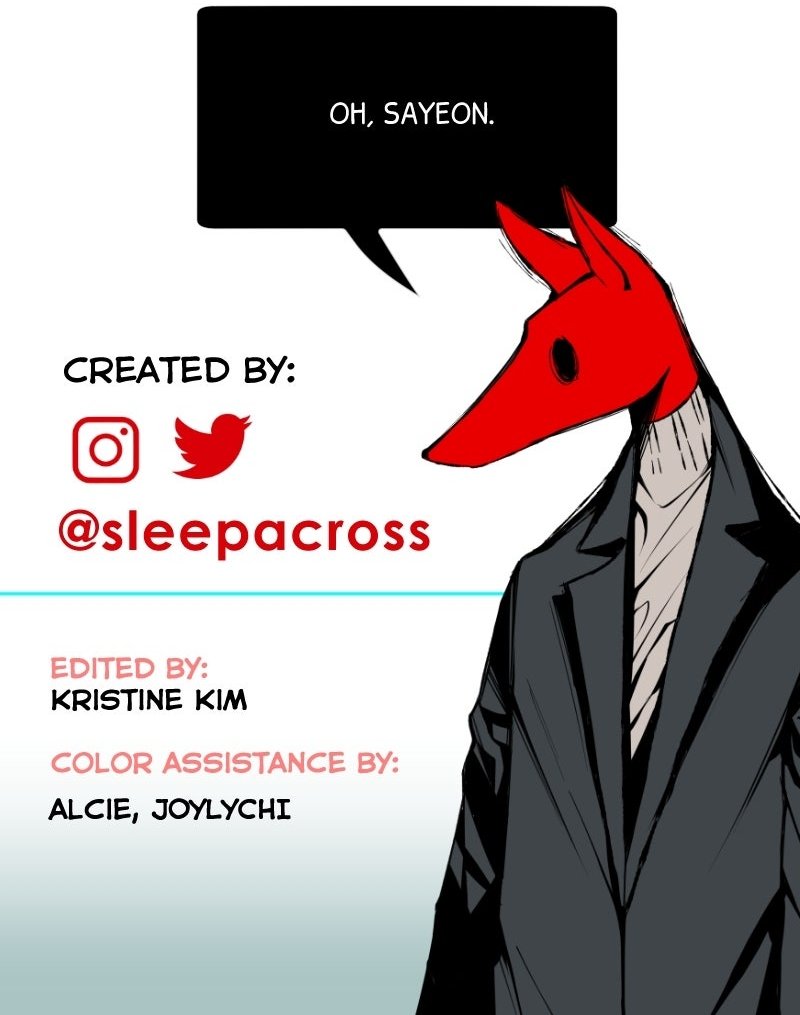 OH, SAYEON.
CREATED BY:
@sleepacross
EDITED BY:
KRISTINE KIM
COLOR ASSISTANCE BY:
ALCIE, JOYLYCHI